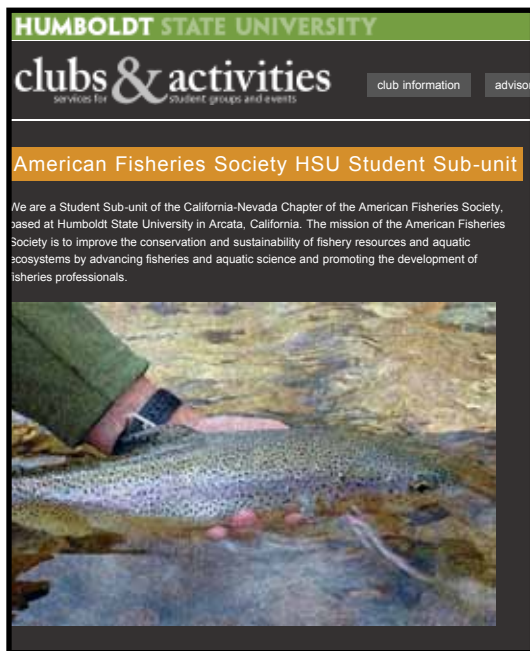 HUMBOLDT STATE UNIVERSITY
clubs & activities
services for student groups and events
club information
advisor
American Fisheries Society HSU Student Sub-unit
We are a Student Sub-unit of the California-Nevada Chapter of the American Fisheries Society,
based at Humboldt State University in Arcata, California. The mission of the American Fisheries
Society is to improve the conservation and sustainability of fishery resources and aquatic
ecosystems by advancing fisheries and aquatic science and promoting the development of
fisheries professionals.